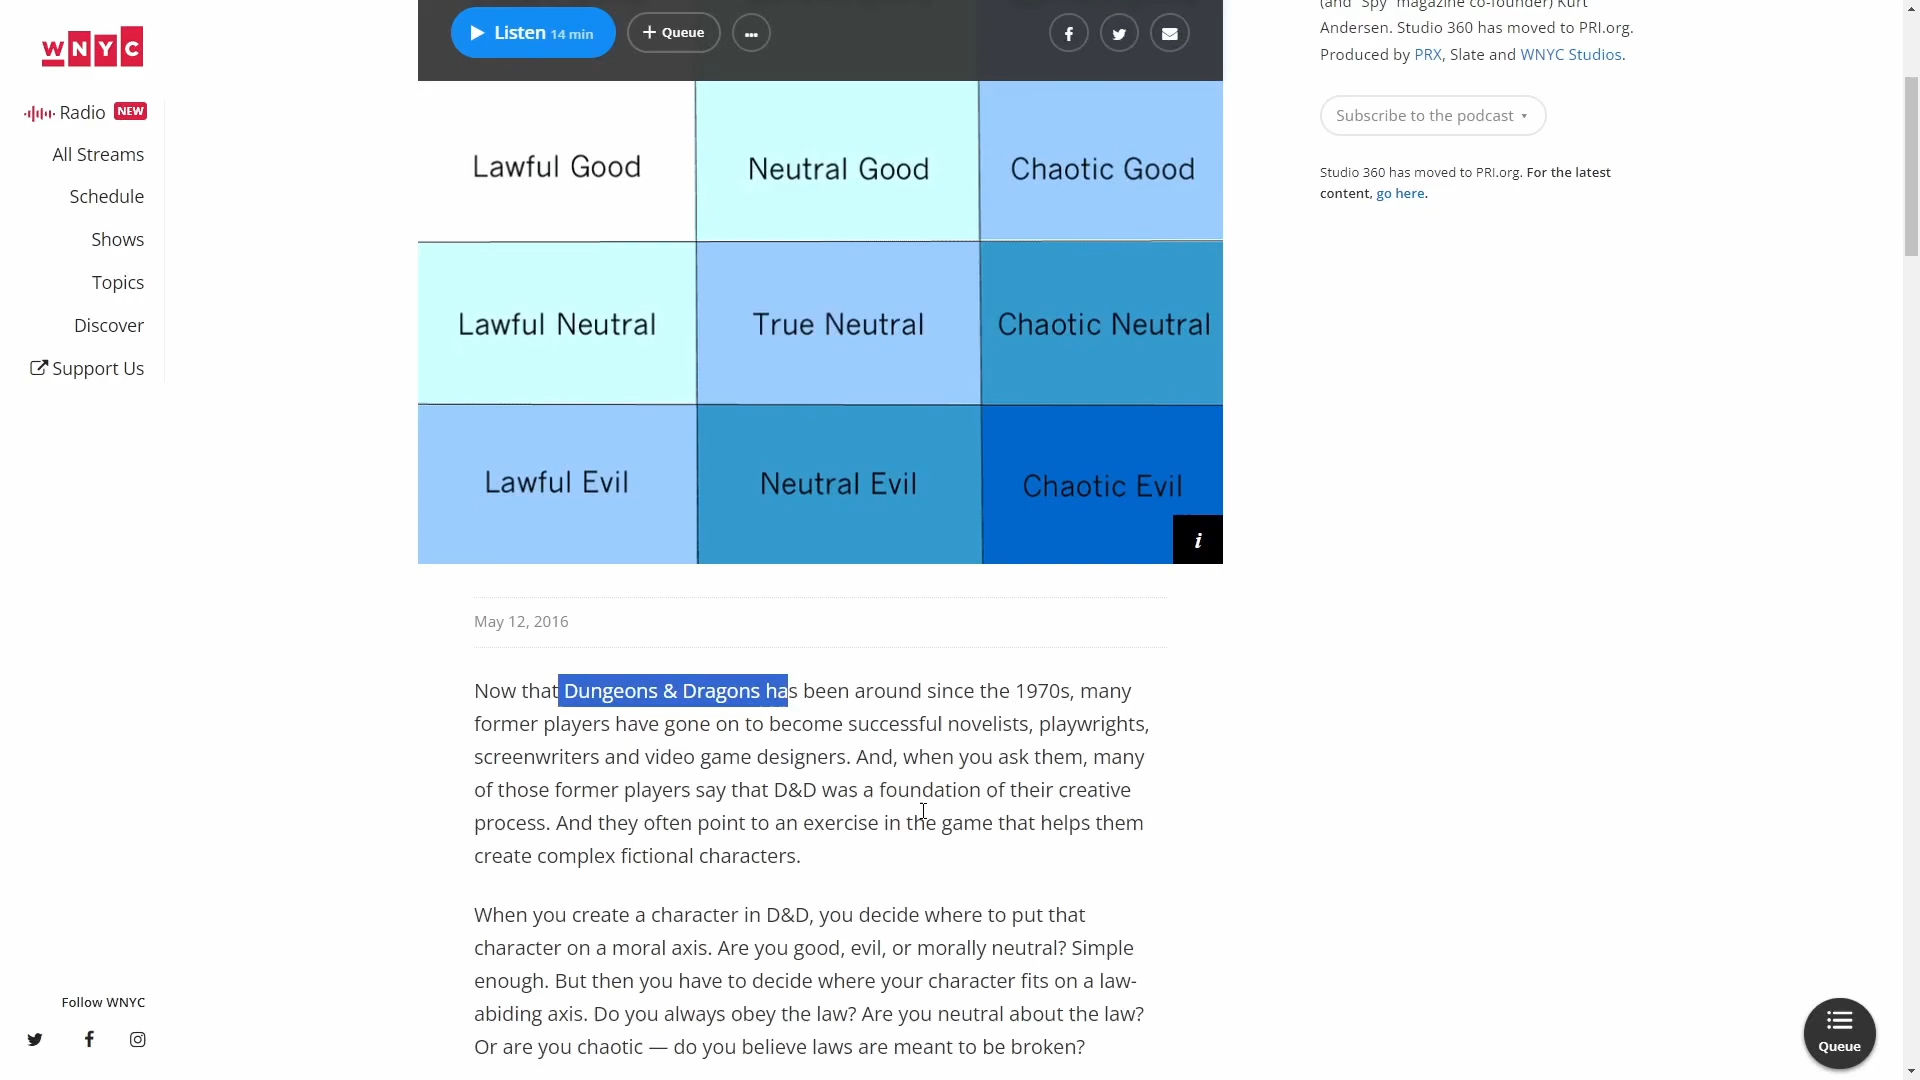 WNYC
Radio NEW
All Streams
Schedule
Shows
Topics
Discover
Support Us
Follow WNYC
Listen 14 min
+ Queue
Lawful Good
Neutral Good
Chaotic Good
Lawful Neutral
True Neutral
Chaotic Neutral
Lawful Evil
Neutral Evil
Chaotic Evil
i
May 12, 2016
Now that Dungeons & Dragons has been around since the 1970s, many
former players have gone on to become successful novelists, playwrights,
screenwriters and video game designers. And, when you ask them, many
of those former players say that D&D was a foundation of their creative
process. And they often point to an exercise in the game that helps them
create complex fictional characters.
When you create a character in D&D, you decide where to put that
character on a moral axis. Are you good, evil, or morally neutral? Simple
enough. But then you have to decide where your character fits on a law-
abiding axis. Do you always obey the law? Are you neutral about the law?
Or are you chaotic — do you believe laws are meant to be broken?
(and "Spy" magazine co-founder) Kurt
Andersen. Studio 360 has moved to PRI.org.
Produced by PRX, Slate and WNYC Studios.
Subscribe to the podcast
Studio 360 has moved to PRI.org. For the latest
content, go here.
Queue